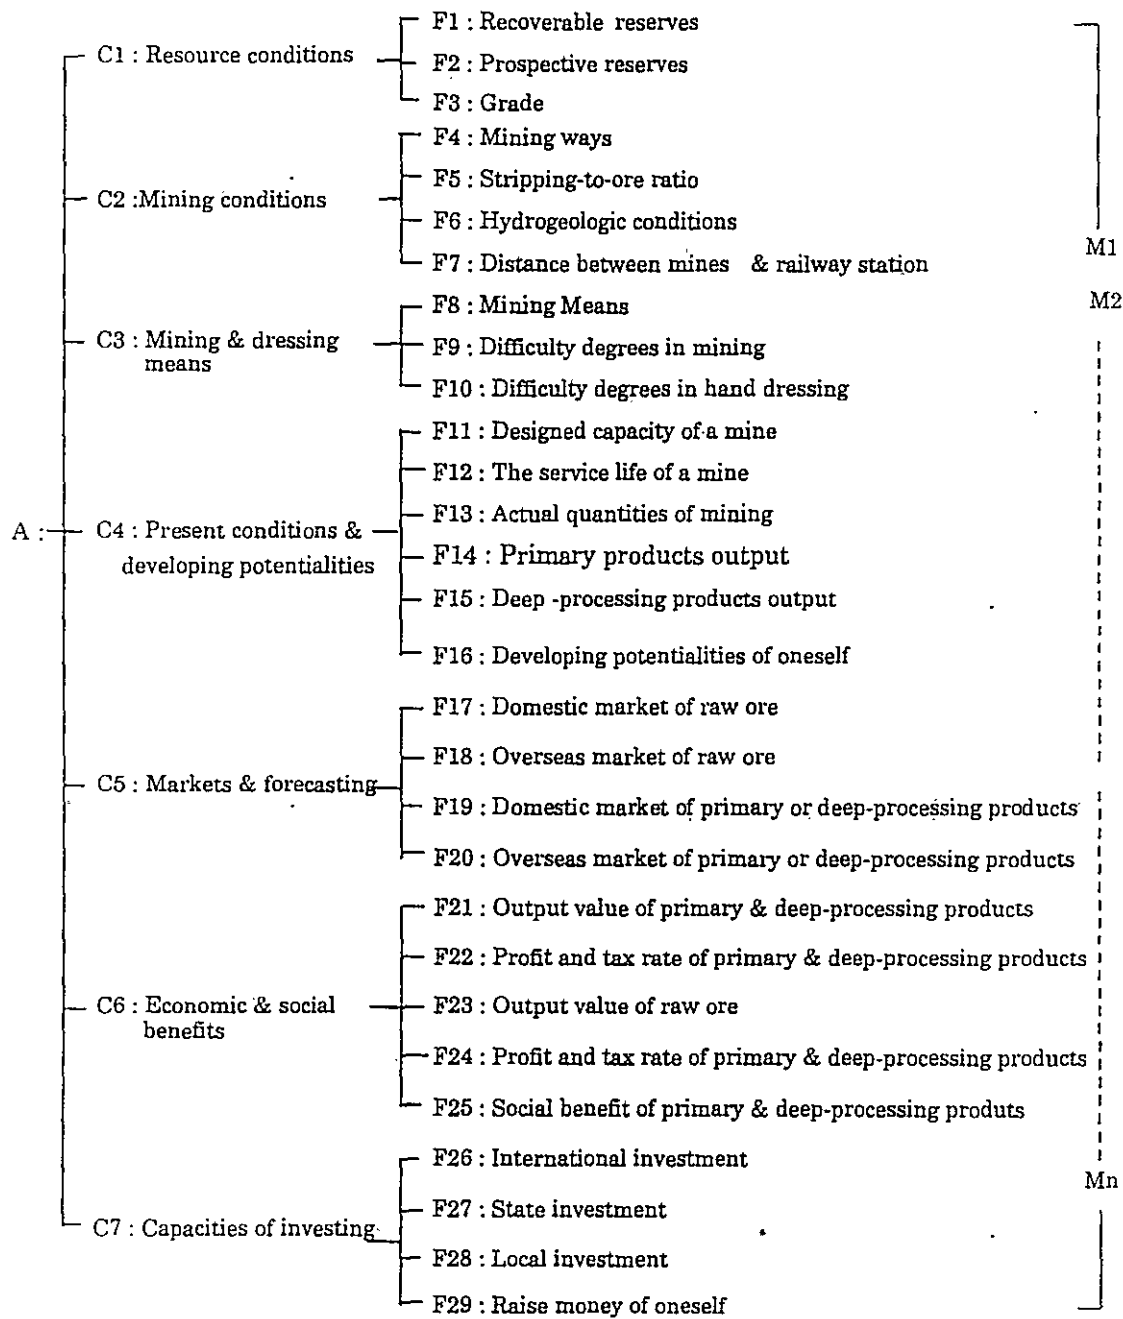 A :
C1 : Resource conditions
F1 : Recoverable reserves
F2 : Prospective reserves
F3 : Grade
C2 :Mining conditions
F4 : Mining ways
F5 : Stripping-to-ore ratio
F6 : Hydrogeologic conditions
F7 : Distance between mines & railway station
C3 : Mining & dressing
means
F8 : Mining Means
F9 : Difficulty degrees in mining
F10 : Difficulty degrees in hand dressing
C4 : Present conditions &
developing potentialities
F11 : Designed capacity of a mine
F12 : The service life of a mine
F13 : Actual quantities of mining
F14 : Primary products output
F15 : Deep -processing products output
F16 : Developing potentialities of oneself
C5 : Markets & forecasting
F17 : Domestic market of raw ore
F18 : Overseas market of raw ore
F19 : Domestic market of primary or deep-processing products
F20 : Overseas market of primary or deep-processing products
C6 : Economic & social
benefits
F21 : Output value of primary & deep-processing products
F22 : Profit and tax rate of primary & deep-processing products
F23 : Output value of raw ore
F24 : Profit and tax rate of primary & deep-processing products
F25 : Social benefit of primary & deep-processing produts
C7 : Capacities of investing
F26 : International investment
F27 : State investment
F28 : Local investment
F29 : Raise money of oneself
M1
M2
Mn